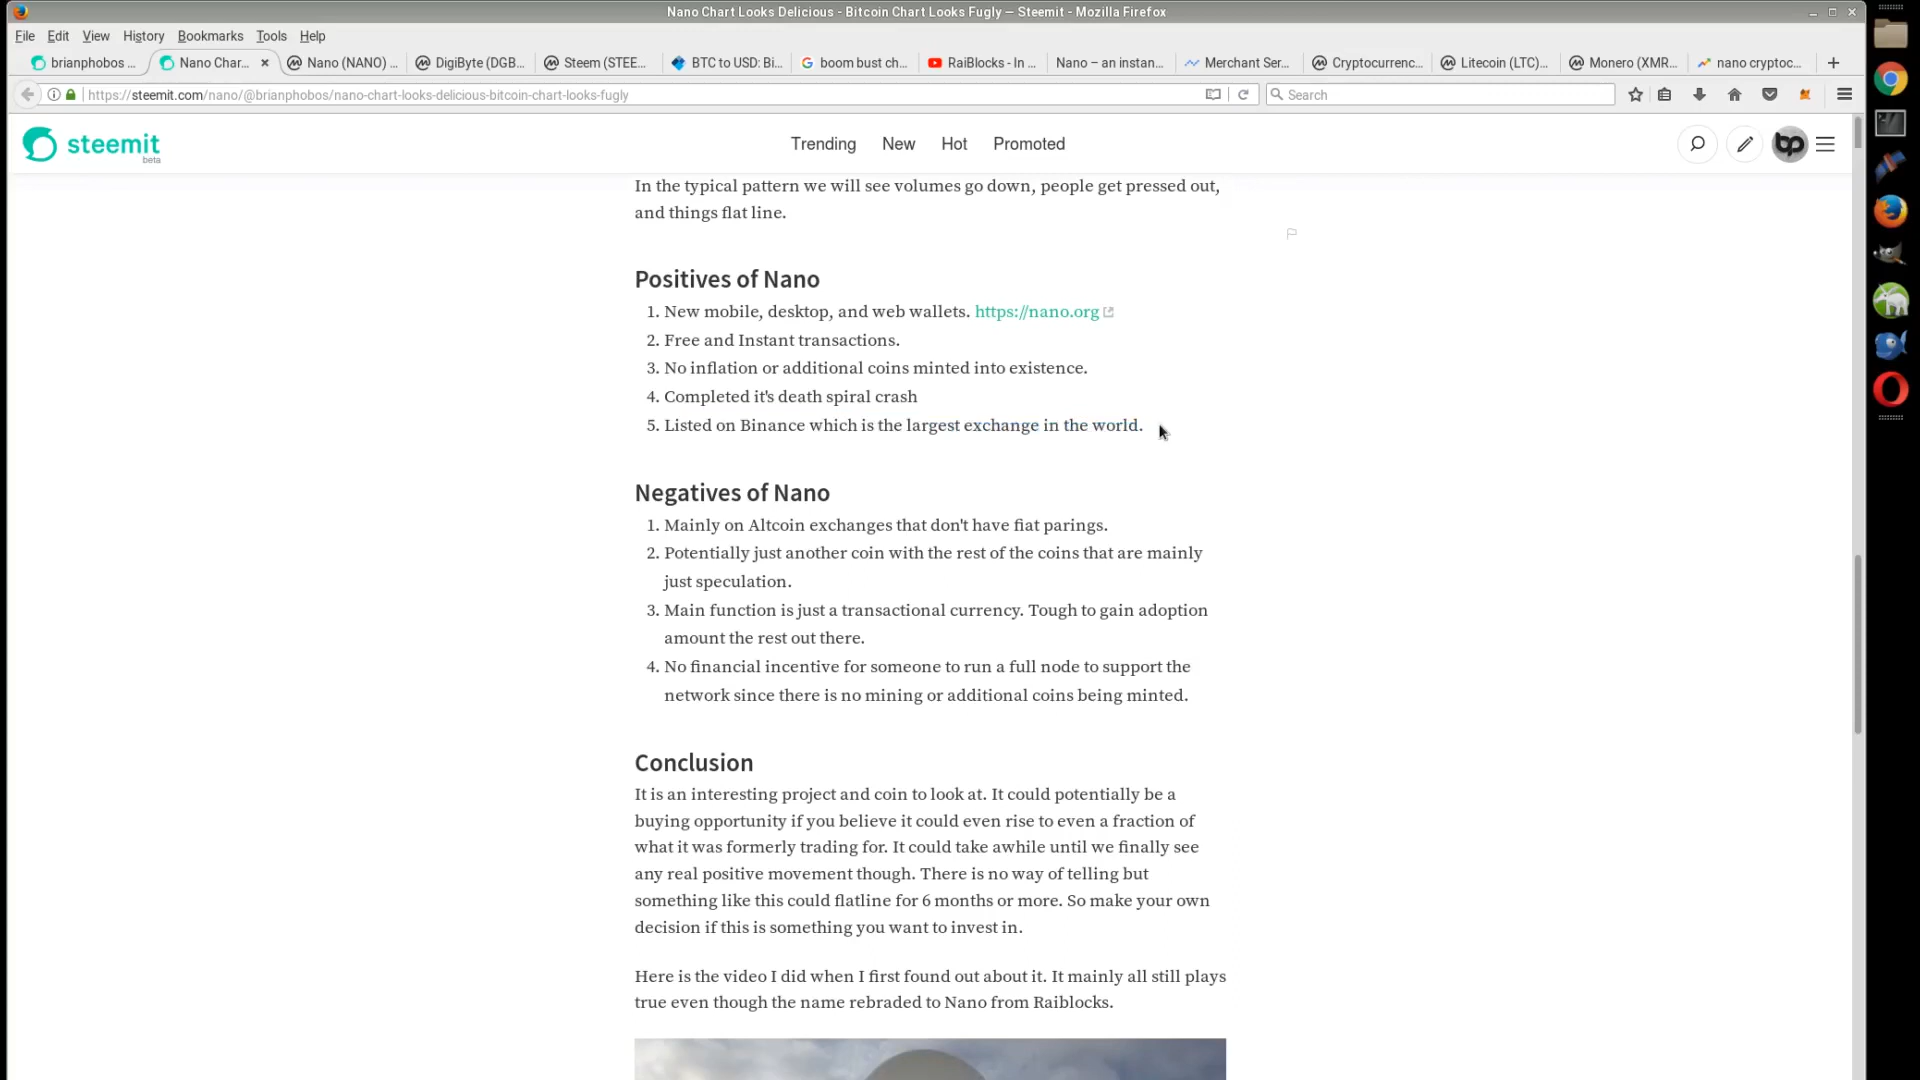 Nano Chart Looks Delicious - Bitcoin Chart Looks Fugly — Steemit - Mozilla Firefox
File Edit View History Bookmarks Tools Help
brianphobos ... Nano Char... Nano (NANO) ... DigiByte (DGB... Steem (STEE... BTC to USD: Bi... boom bust ch... RaiBlocks - In ... Nano – an instan... Merchant Ser... Cryptocurrenc... Litecoin (LTC)... Monero (XMR... nano cryptoc...
https://steemit.com/nano/@brianphobos/nano-chart-looks-delicious-bitcoin-chart-looks-fugly Search
steemit
beta
Trending New Hot Promoted
bp
In the typical pattern we will see volumes go down, people get pressed out,
and things flat line.
Positives of Nano
1. New mobile, desktop, and web wallets. https://nano.org
2. Free and Instant transactions.
3. No inflation or additional coins minted into existence.
4. Completed it's death spiral crash
5. Listed on Binance which is the largest exchange in the world.
Negatives of Nano
1. Mainly on Altcoin exchanges that don't have fiat parings.
2. Potentially just another coin with the rest of the coins that are mainly
just speculation.
3. Main function is just a transactional currency. Tough to gain adoption
amount the rest out there.
4. No financial incentive for someone to run a full node to support the
network since there is no mining or additional coins being minted.
Conclusion
It is an interesting project and coin to look at. It could potentially be a
buying opportunity if you believe it could even rise to even a fraction of
what it was formerly trading for. It could take awhile until we finally see
any real positive movement though. There is no way of telling but
something like this could flatline for 6 months or more. So make your own
decision if this is something you want to invest in.
Here is the video I did when I first found out about it. It mainly all still plays
true even though the name rebraded to Nano from Raiblocks.